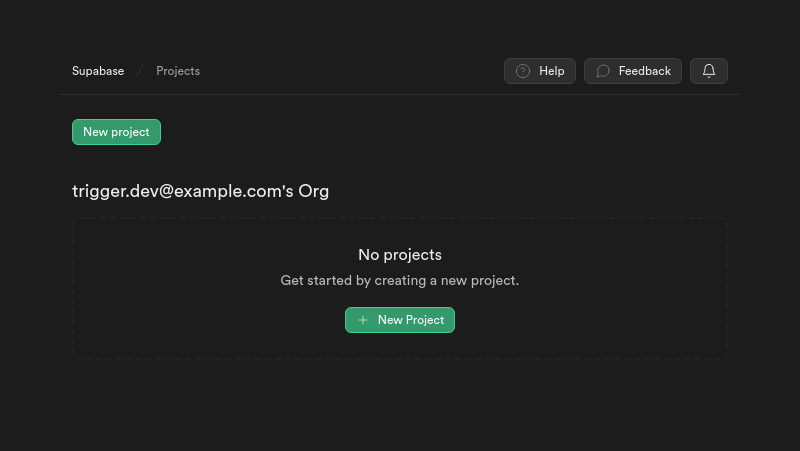 Supabase / Projects Help Feedback
New project
trigger.dev@example.com's Org
No projects
Get started by creating a new project.
+ New Project